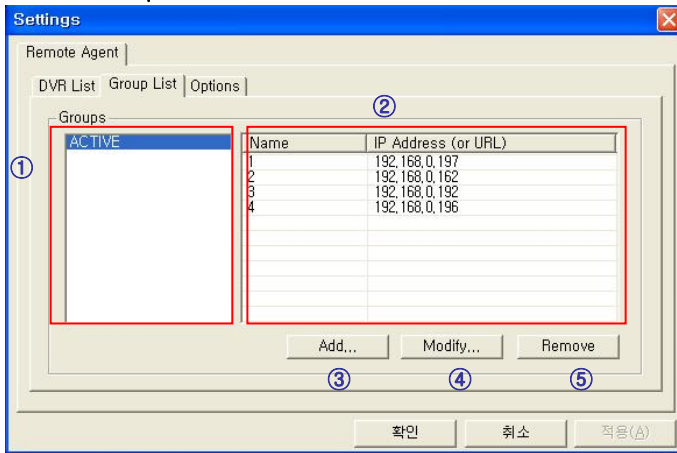 Settings
Remote Agent
DVR List Group List Options
②
Groups
ACTIVE
Name IP Address (or URL)
①
1 192,168,0,197
2 192,168,0,162
3 192,168,0,192
4 192,168,0,196
Add,,, Modify,,, Remove
③ ④ ⑤
확인 취소 적용(A)